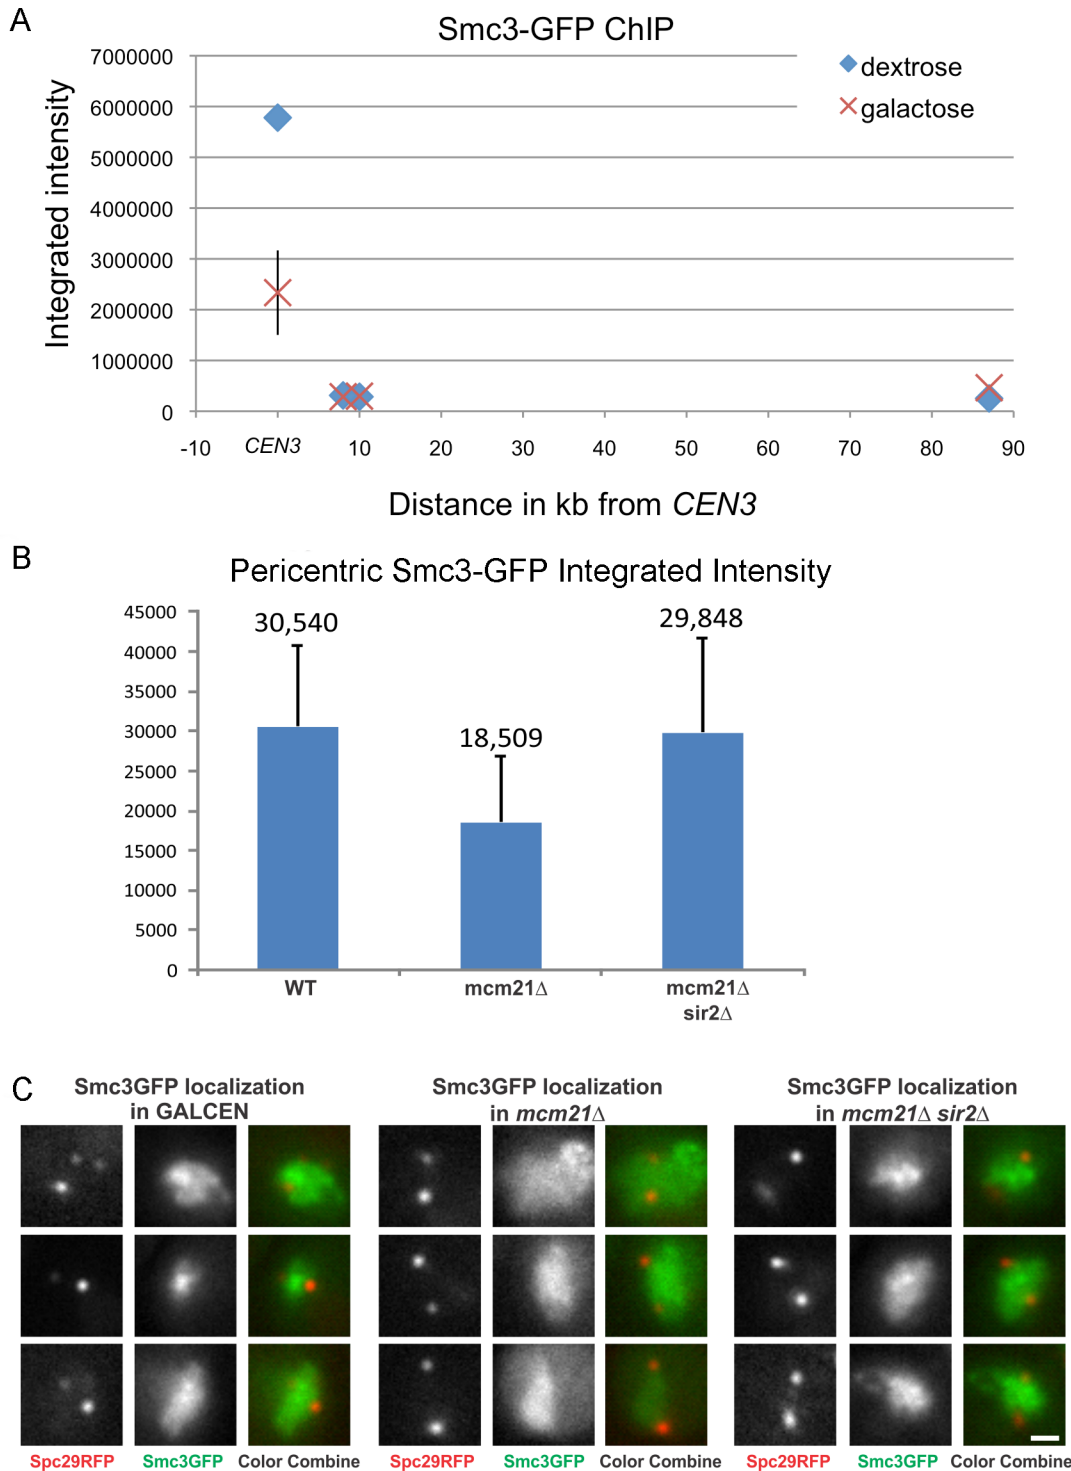 A
Smc3-GFP ChIP
7000000
6000000
5000000
4000000
3000000
2000000
1000000
0
Integrated intensity
dextrose
galactose
-10 CEN3 10 20 30 40 50 60 70 80 90
Distance in kb from CEN3
B
Pericentric Smc3-GFP Integrated Intensity
45000
40000
35000
30000
25000
20000
15000
10000
5000
0
30,540
18,509
29,848
WT
mcm21Δ
mcm21Δ
sir2Δ
C
Smc3GFP localization
in GALCEN
Smc3GFP localization
in mcm21Δ
Smc3GFP localization
in mcm21Δ sir2Δ
Spc29RFP Smc3GFP Color Combine
Spc29RFP Smc3GFP Color Combine
Spc29RFP Smc3GFP Color Combine